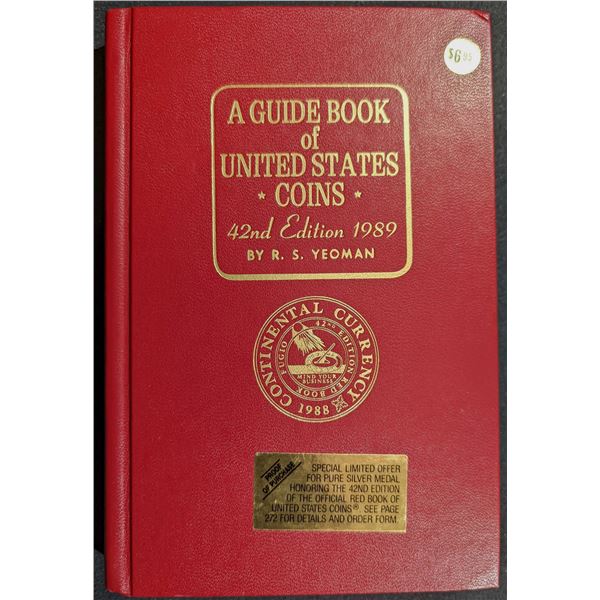 $6.95
A GUIDE BOOK
of
UNITED STATES
* COINS *
42nd Edition 1989
BY R. S. YEOMAN
CONTINENTAL CURRENCY
1988
FUGIO 42ND EDITION RED BOOK
MIND YOUR
BUSINESS
PROOF
OF PURCHASE
SPECIAL LIMITED OFFER
FOR PURE SILVER MEDAL
HONORING THE 42ND EDITION
OF THE OFFICIAL RED BOOK OF
UNITED STATES COINS®. SEE PAGE
272 FOR DETAILS AND ORDER FORM.